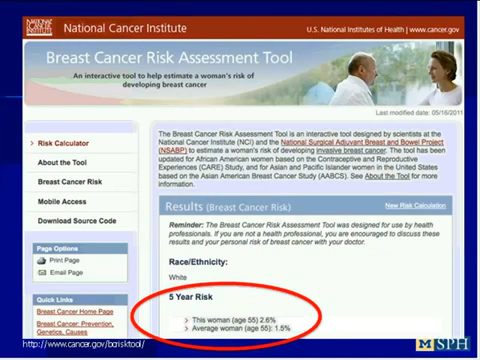 NATIONAL
CANCER
INSTITUTE
National Cancer Institute
U.S. National Institutes of Health | www.cancer.gov
Breast Cancer Risk Assessment Tool
An interactive tool to help estimate a woman's risk of
developing breast cancer
Last modified date: 05/16/2011
Risk Calculator
About the Tool
Breast Cancer Risk
Mobile Access
Download Source Code
Page Options
Print Page
Email Page
Quick Links
Breast Cancer Home Page
Breast Cancer: Prevention,
Genetics, Causes
The Breast Cancer Risk Assessment Tool is an interactive tool designed by scientists at the
National Cancer Institute (NCI) and the National Surgical Adjuvant Breast and Bowel Project
(NSABP) to estimate a woman's risk of developing invasive breast cancer. The tool has been
updated for African American women based on the Contraceptive and Reproductive
Experiences (CARE) Study, and for Asian and Pacific Islander women in the United States
based on the Asian American Breast Cancer Study (AABCS). See About the Tool for more
information.
Results (Breast Cancer Risk)
New Risk Calculation
Reminder: The Breast Cancer Risk Assessment Tool was designed for use by health
professionals. If you are not a health professional, you are encouraged to discuss these
results and your personal risk of breast cancer with your doctor.
Race/Ethnicity:
White
5 Year Risk
This woman (age 55) 2.6%
Average woman (age 55): 1.5%
http://www.cancer.gov/bcrisktool/
M SPH